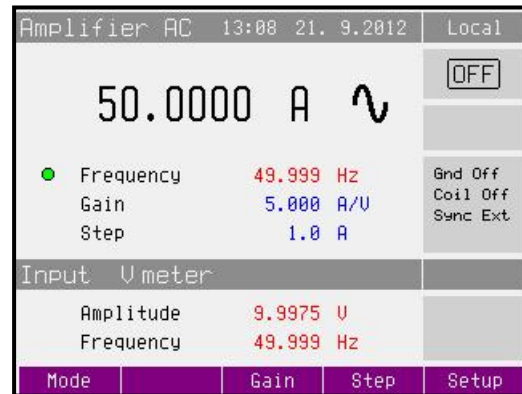 Amplifier AC 13:08 21. 9.2012 Local
OFF
50.0000 A
Frequency 49.999 Hz
Gain 5.000 A/V
Step 1.0 A
Gnd Off
Coil Off
Sync Ext
Input Vmeter
Amplitude 9.9975 V
Frequency 49.999 Hz
Mode Gain Step Setup